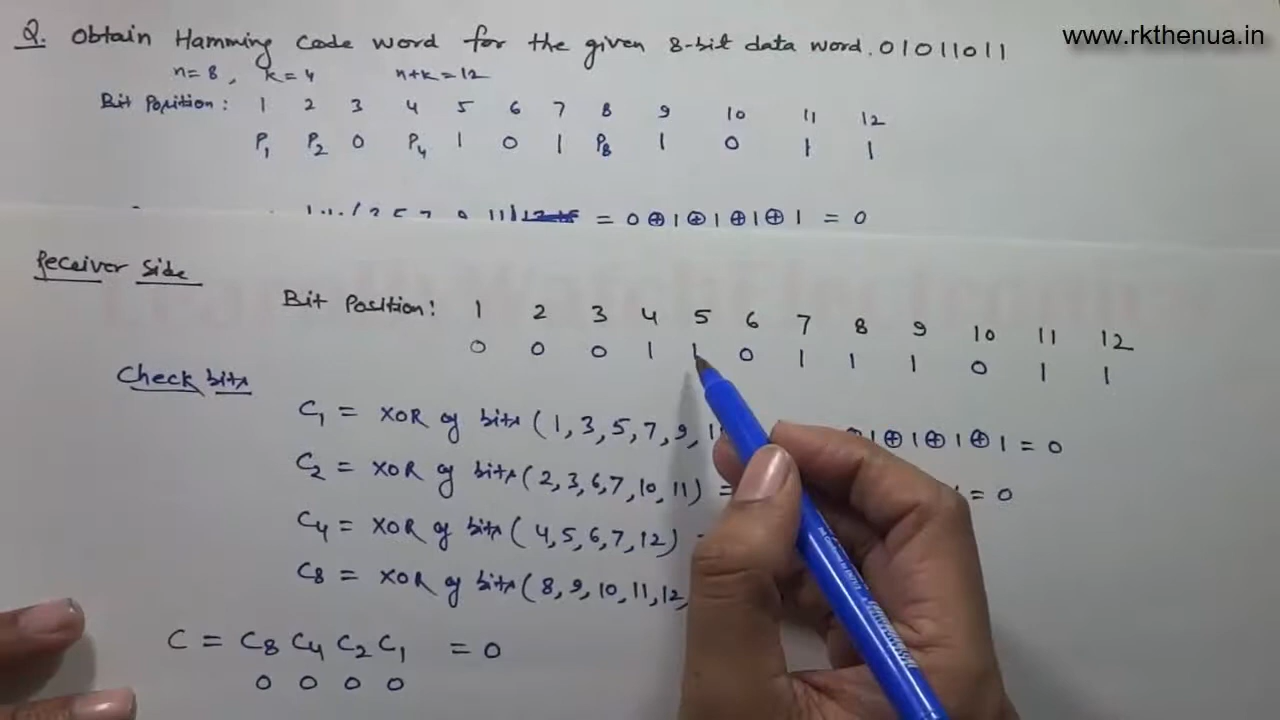 www.rkthenua.in
Q. Obtain Hamming Code word for the given 8-bit data word. 01011011
n=8, k=4 n+k=12
Bit Position: 1 2 3 4 5 6 7 8 9 10 11 12
P1 P2 0 P4 1 0 1 P8 1 0 1 1
= 0 ⊕ 1 ⊕ 1 ⊕ 1 ⊕ 1 = 0
Receiver Side
Bit Position: 1 2 3 4 5 6 7 8 9 10 11 12
0 0 0 1 1 0 1 1 1 0 1 1
Check bits
C1 = XOR of bits (1, 3, 5, 7, 9, 1 ⊕ 1 ⊕ 1 ⊕ 1 = 0
C2 = XOR of bits (2, 3, 6, 7, 10, 11) = = 0
C4 = XOR of bits (4, 5, 6, 7, 12)
C8 = XOR of bits (8, 9, 10, 11, 12,
C = C8 C4 C2 C1 = 0
0 0 0 0